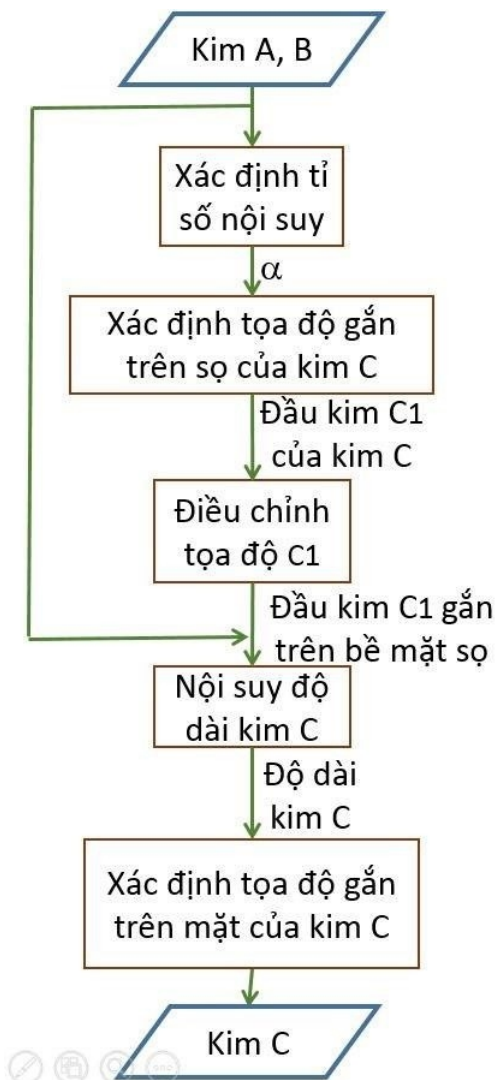 Kim A, B
Xác định tỉ
số nội suy
α
Xác định tọa độ gắn
trên sọ của kim C
Đầu kim C1
của kim C
Điều chỉnh
tọa độ C1
Đầu kim C1 gắn
trên bề mặt sọ
Nội suy độ
dài kim C
Độ dài
kim C
Xác định tọa độ gắn
trên mặt của kim C
Kim C